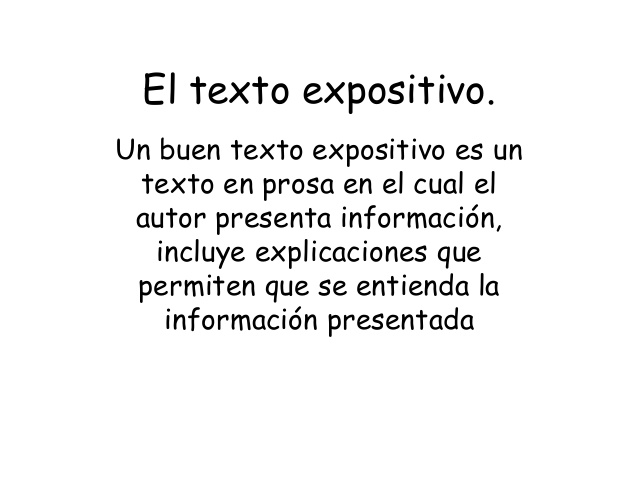 El texto expositivo.
Un buen texto expositivo es un
texto en prosa en el cual el
autor presenta información,
incluye explicaciones que
permiten que se entienda la
información presentada